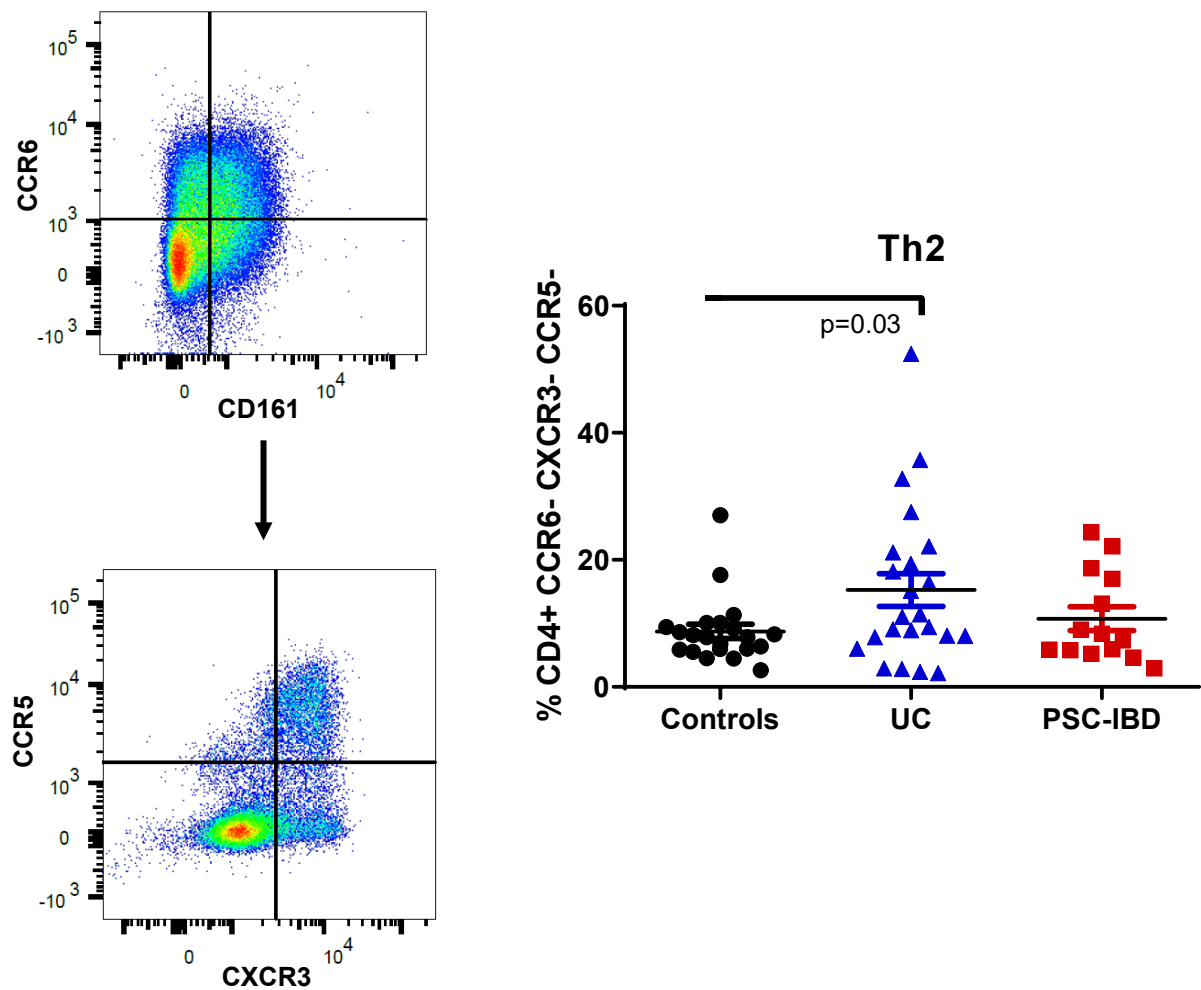 CCR6
10^5
10^4
10^3
0
-10^3
0
10^4
CD161
CCR5
10^5
10^4
10^3
0
-10^3
0
10^4
CXCR3
Th2
% CD4+ CCR6- CXCR3- CCR5-
60
40
20
0
p=0.03
Controls
UC
PSC-IBD